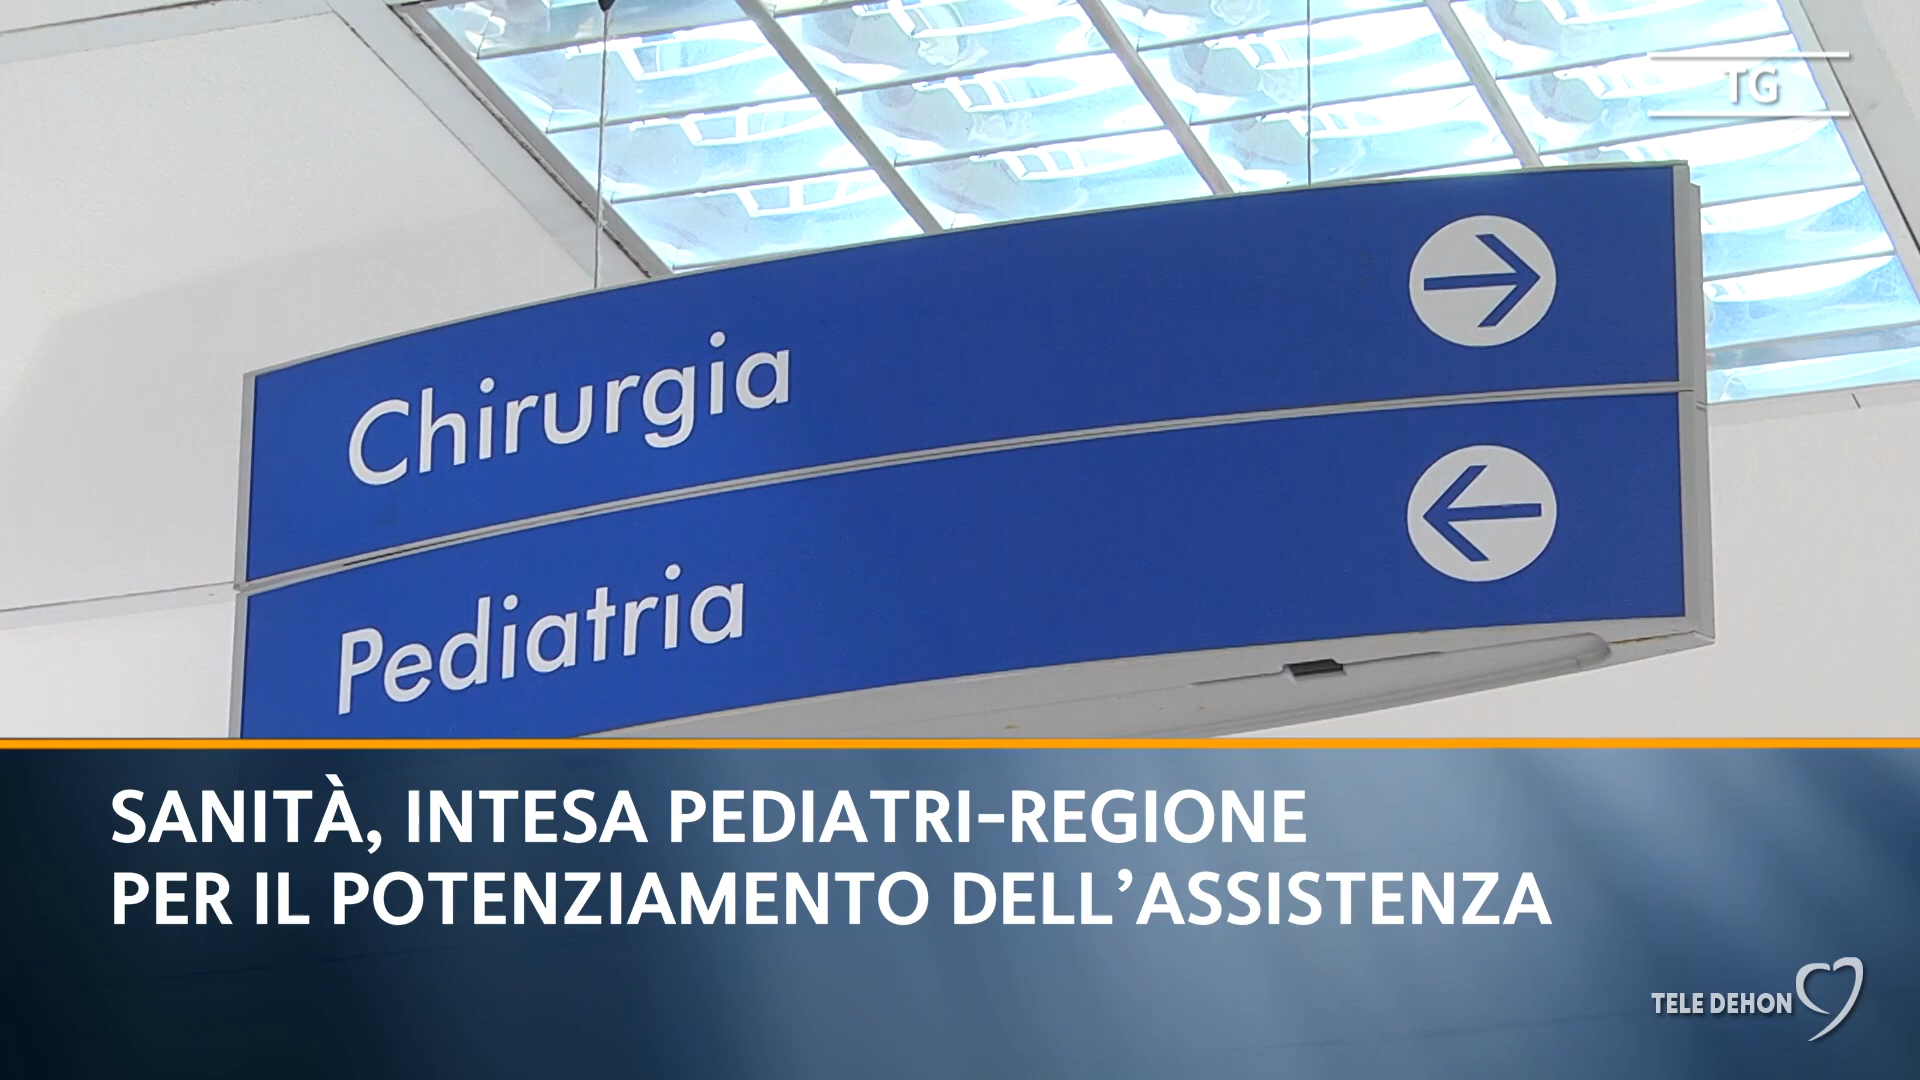 TG
Chirurgia
Pediatria
SANITÀ, INTESA PEDIATRI-REGIONE
PER IL POTENZIAMENTO DELL’ASSISTENZA
TELE DEHON